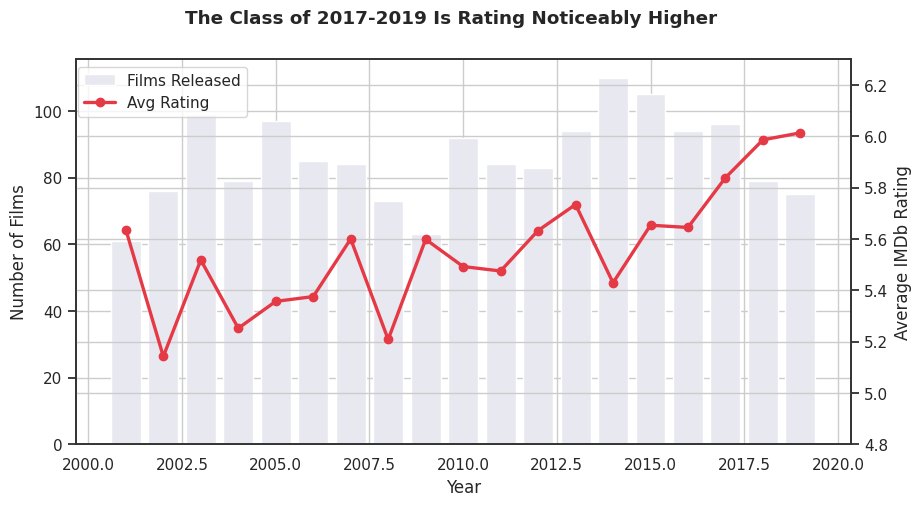 The Class of 2017-2019 Is Rating Noticeably Higher
Films Released
Avg Rating
Number of Films
0
20
40
60
80
100
Average IMDb Rating
4.8
5.0
5.2
5.4
5.6
5.8
6.0
6.2
2000.0 2002.5 2005.0 2007.5 2010.0 2012.5 2015.0 2017.5 2020.0
Year